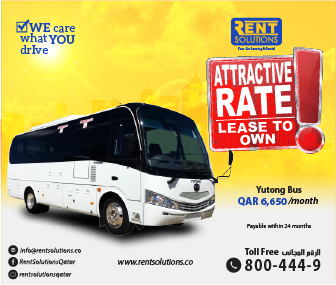 WE care
what YOU
drIve
RENT
SOLUTIONS
ATTRACTIVE
RATE
LEASE TO
OWN
!
Yutong Bus
QAR 6,650/month
Payable within 24 months
info@rentsolutions.co
RentSolutionsQatar
rentsolutionsqatar
www.rentsolutions.co
Toll Free الرقم المجاني
800-444-9